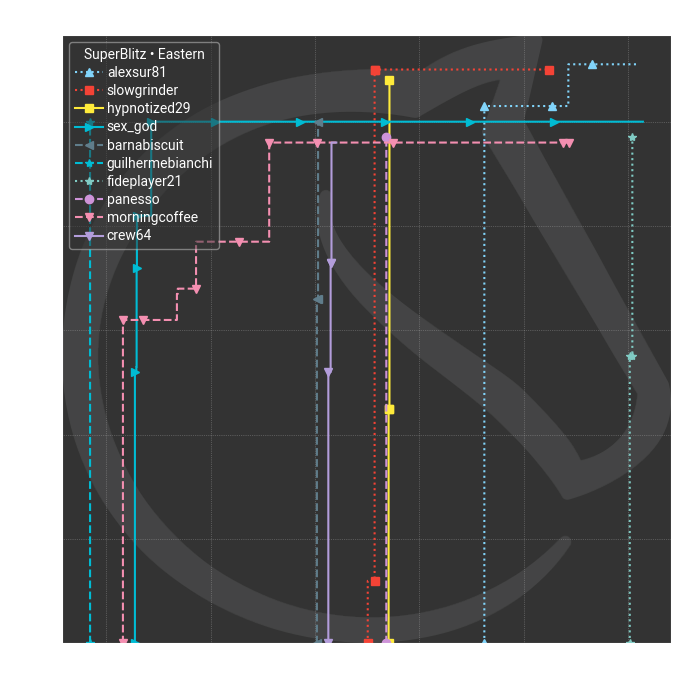 SuperBlitz • Eastern
alexsur81
slowgrinder
hypnotized29
sex_god
barnabiscuit
guilhermebianchi
fideplayer21
panesso
morningcoffee
crew64